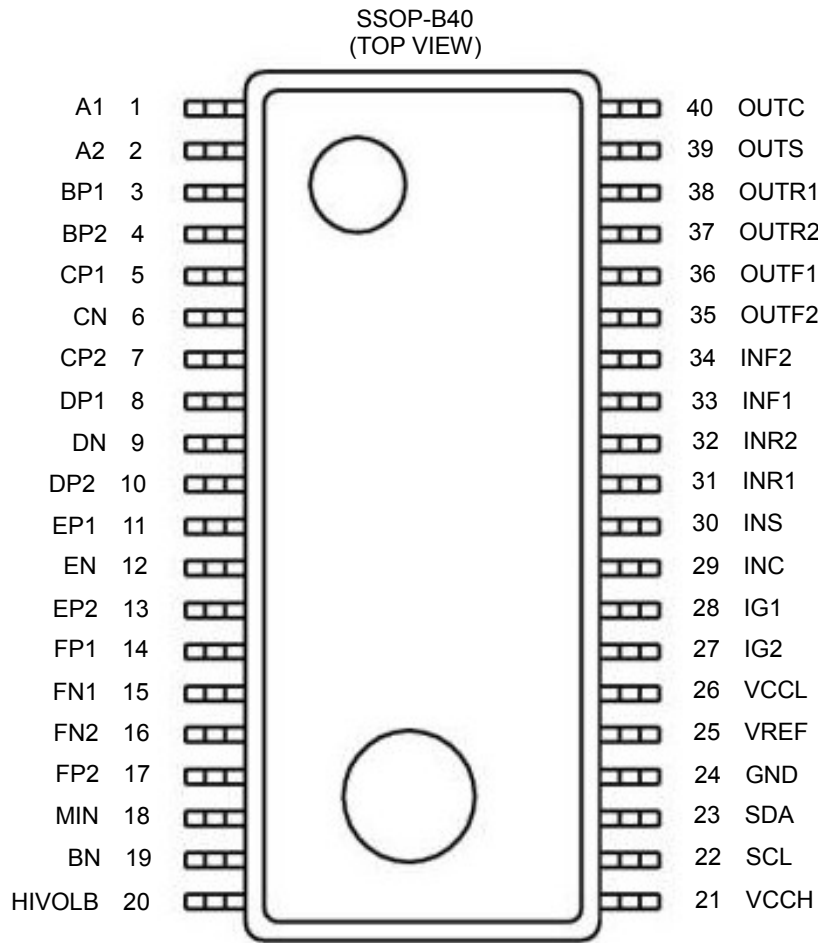 SSOP-B40
(TOP VIEW)
A1 1 40 OUTC
A2 2 39 OUTS
BP1 3 38 OUTR1
BP2 4 37 OUTR2
CP1 5 36 OUTF1
CN 6 35 OUTF2
CP2 7 34 INF2
DP1 8 33 INF1
DN 9 32 INR2
DP2 10 31 INR1
EP1 11 30 INS
EN 12 29 INC
EP2 13 28 IG1
FP1 14 27 IG2
FN1 15 26 VCCL
FN2 16 25 VREF
FP2 17 24 GND
MIN 18 23 SDA
BN 19 22 SCL
HIVOLB 20 21 VCCH